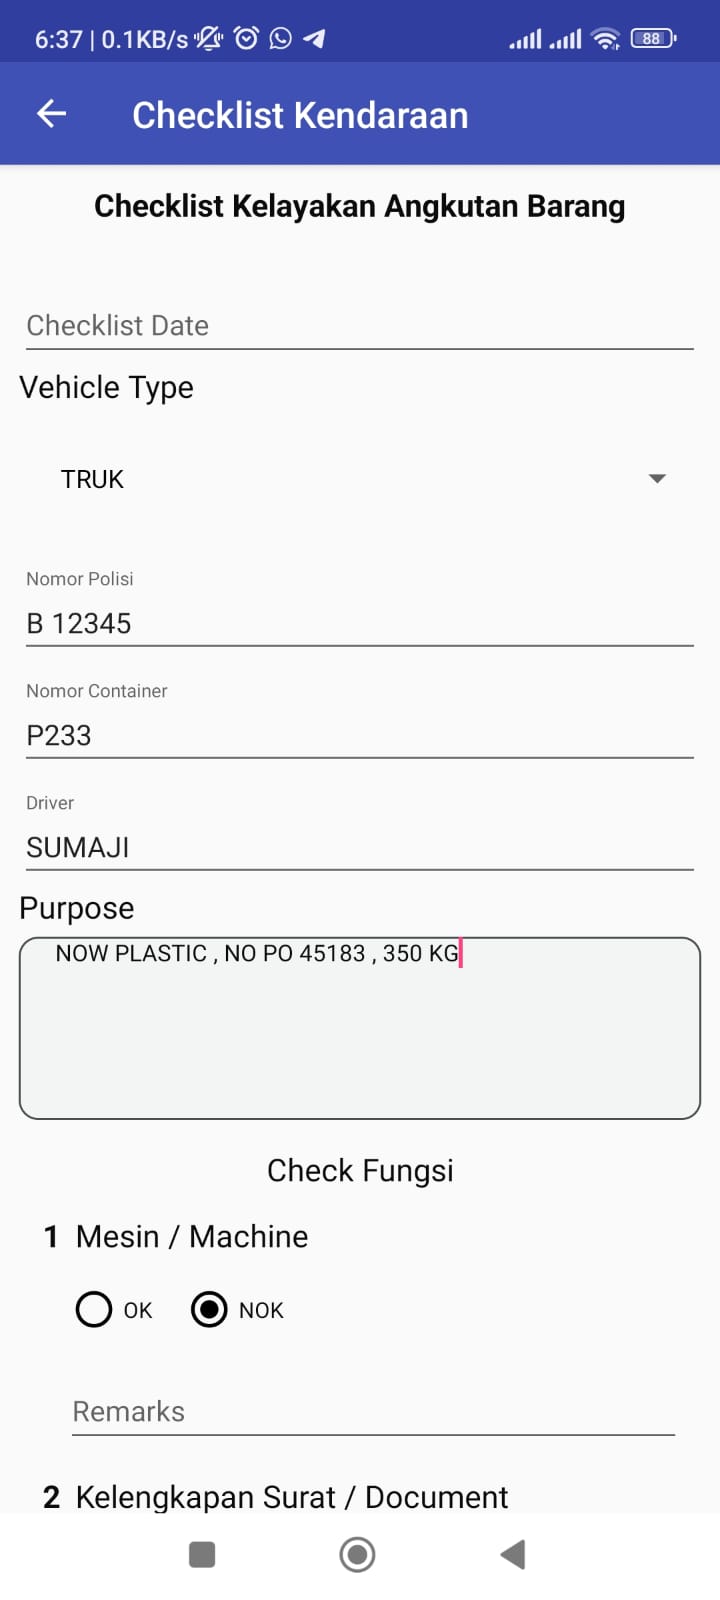 6:37 | 0.1KB/s
88
Checklist Kendaraan
Checklist Kelayakan Angkutan Barang
Checklist Date
Vehicle Type
TRUK
Nomor Polisi
B 12345
Nomor Container
P233
Driver
SUMAJI
Purpose
NOW PLASTIC , NO PO 45183 , 350 KG
Check Fungsi
1 Mesin / Machine
OK NOK
Remarks
2 Kelengkapan Surat / Document